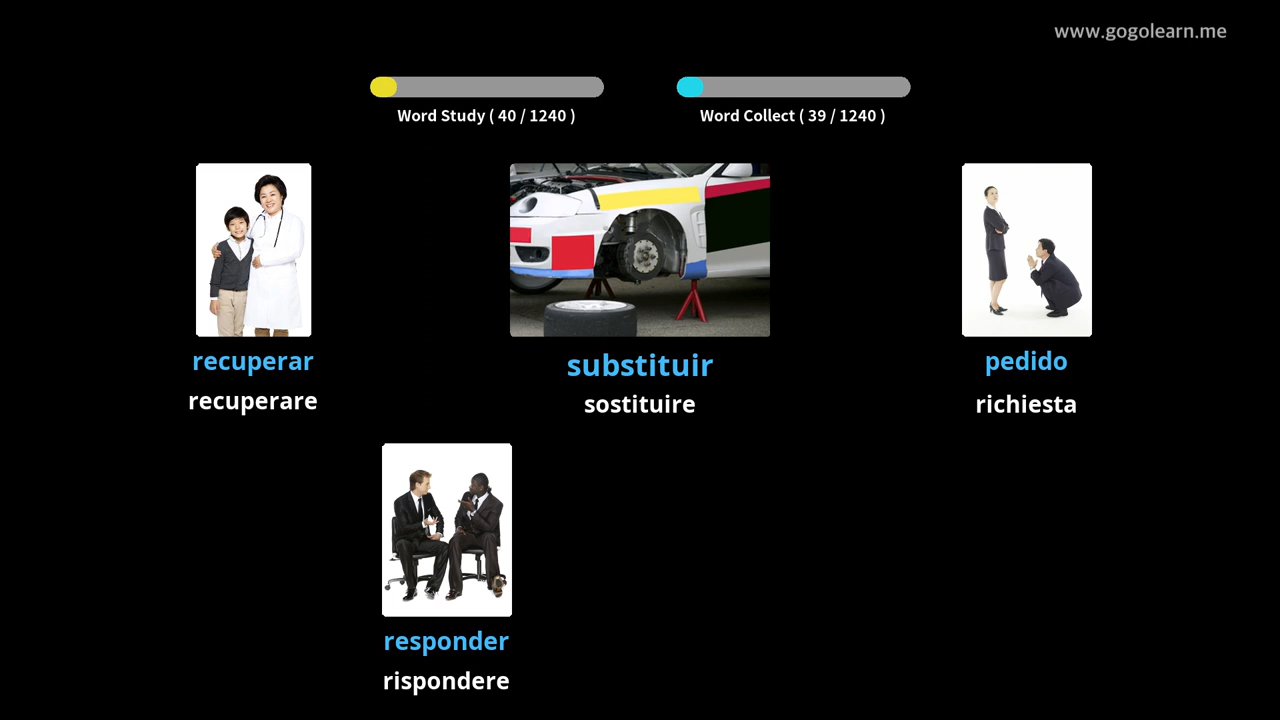 www.gogolearn.me
Word Study ( 40 / 1240 )
Word Collect ( 39 / 1240 )
recuperar
recuperare
substituir
sostituire
pedido
richiesta
responder
rispondere